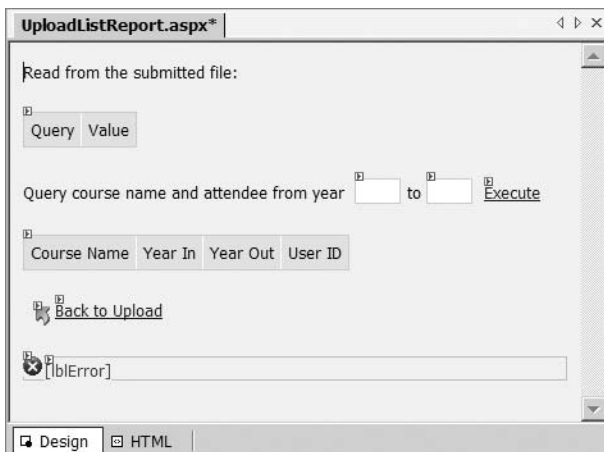 UploadListReport.aspx*
Read from the submitted file:
Query Value
Query course name and attendee from year to Execute
Course Name Year In Year Out User ID
Back to Upload
[lblError]
Design HTML